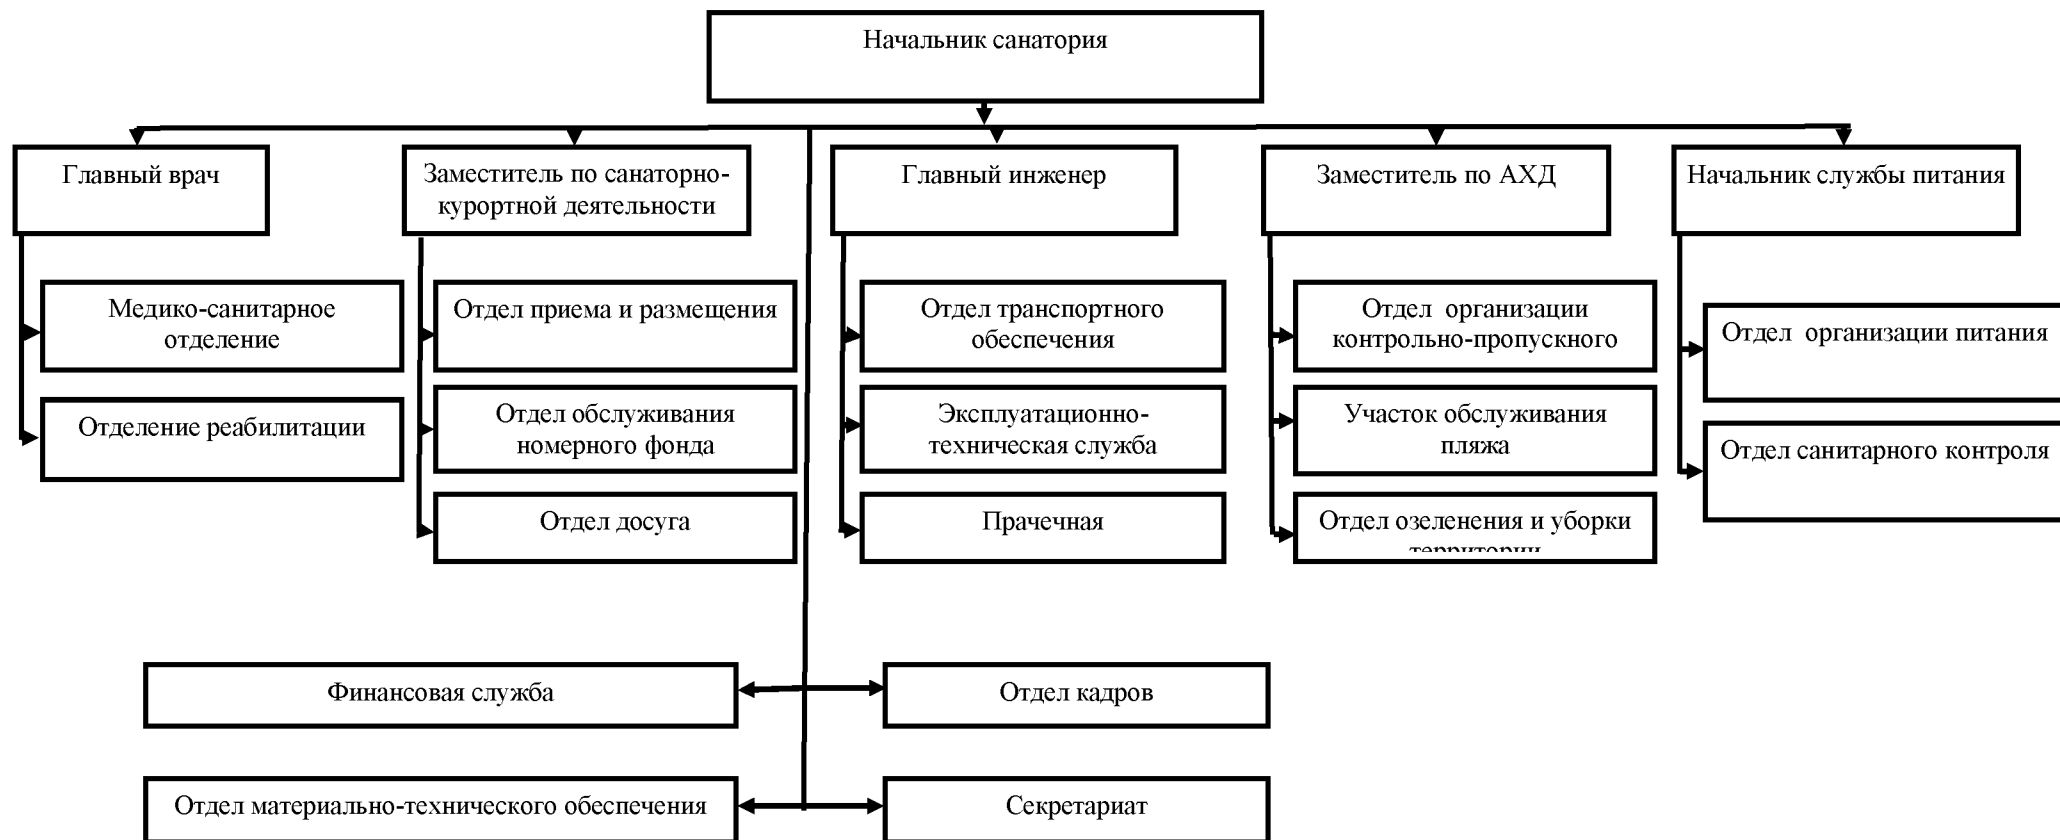 Начальник санатория
Главный врач
Заместитель по санаторно-
курортной деятельности
Главный инженер
Заместитель по АХД
Начальник службы питания
Медико-санитарное
отделение
Отделение реабилитации
Отдел приема и размещения
Отдел обслуживания
номерного фонда
Отдел досуга
Отдел транспортного
обеспечения
Эксплуатационно-
техническая служба
Прачечная
Отдел организации
контрольно-пропускного
Участок обслуживания
пляжа
Отдел озеленения и уборки
территории
Отдел организации питания
Отдел санитарного контроля
Финансовая служба
Отдел кадров
Отдел материально-технического обеспечения
Секретариат